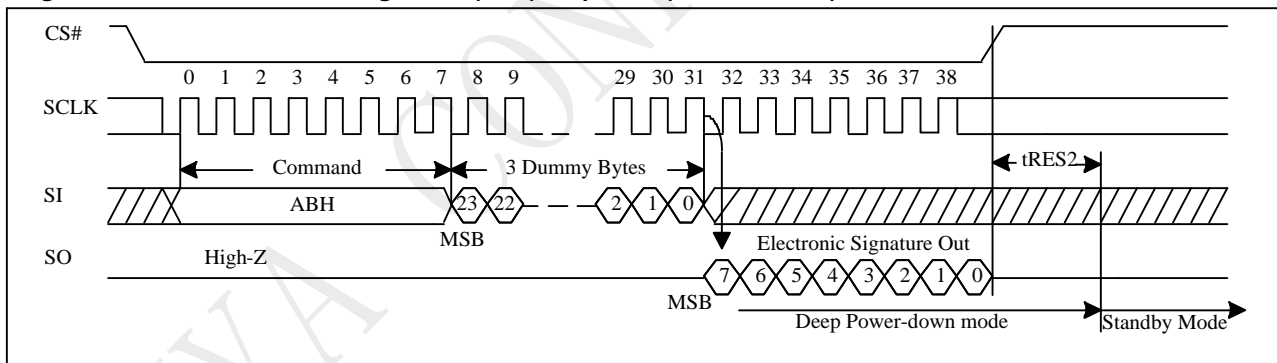 CS#
0 1 2 3 4 5 6 7 8 9 29 30 31 32 33 34 35 36 37 38
SCLK
Command 3 Dummy Bytes tRES2
SI ABH 23 22 2 1 0
MSB Electronic Signature Out
SO High-Z 7 6 5 4 3 2 1 0
MSB
Deep Power-down mode Standby Mode